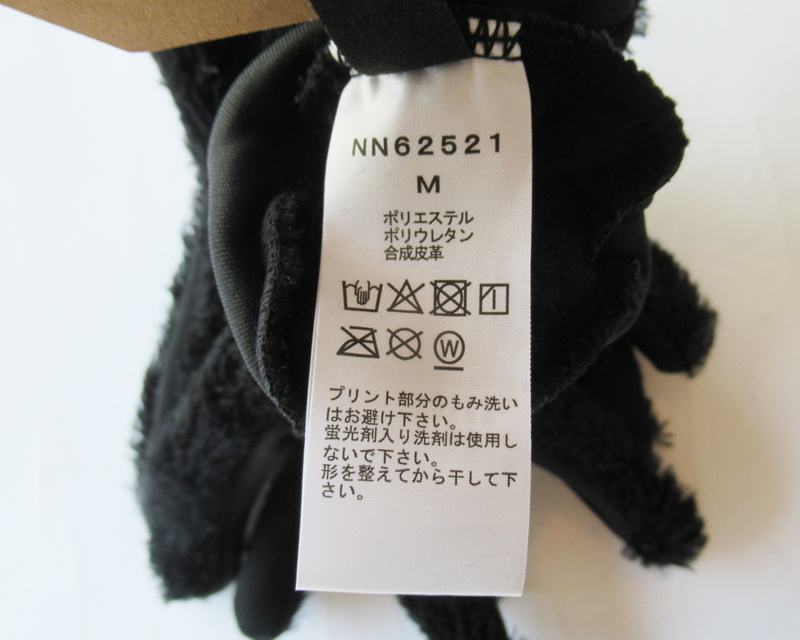 NN62521
M
ポリエステル
ポリウレタン
合成皮革
W
プリント部分のもみ洗い
はお避け下さい。
蛍光剤入り洗剤は使用し
ないで下さい。
形を整えてから干して下
さい。